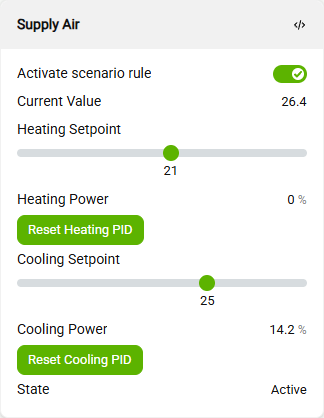 Supply Air </>
Activate scenario rule
Current Value 26.4
Heating Setpoint
21
Heating Power 0 %
Reset Heating PID
Cooling Setpoint
25
Cooling Power 14.2 %
Reset Cooling PID
State Active